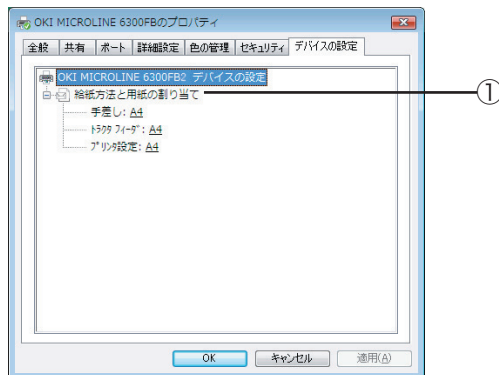 OKI MICROLINE 6300FBのプロパティ
全般 共有 ポート 詳細設定 色の管理 セキュリティ デバイスの設定
OKI MICROLINE 6300FB2 デバイスの設定
給紙方法と用紙の割り当て ①
手差し: A4
ﾄﾗｸﾀ ﾌｨｰﾀﾞ: A4
ﾌﾟﾘﾝﾀ設定: A4
OK キャンセル 適用(A)